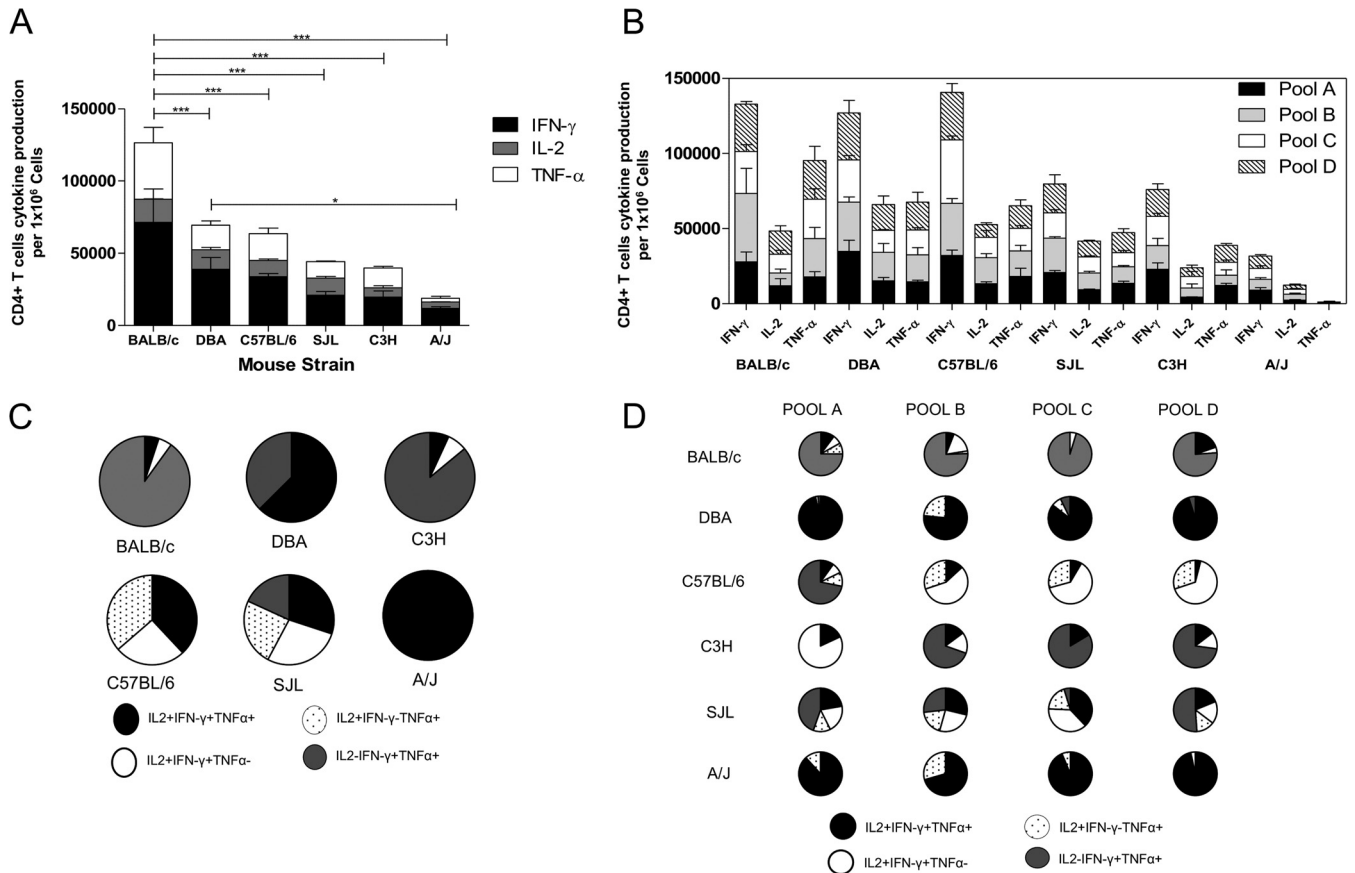 A
***
***
***
***
***
*
CD4+ T cells cytokine production
per 1x10⁶ Cells
150000
100000
50000
0
BALB/c DBA C57BL/6 SJL C3H A/J
Mouse Strain
IFN-γ
IL-2
TNF-α
B
CD4+ T cells cytokine production
per 1x10⁶ Cells
150000
100000
50000
0
Pool A
Pool B
Pool C
Pool D
IFN-γ IL-2 TNF-α IFN-γ IL-2 TNF-α IFN-γ IL-2 TNF-α IFN-γ IL-2 TNF-α IFN-γ IL-2 TNF-α IFN-γ IL-2 TNF-α
BALB/c DBA C57BL/6 SJL C3H A/J
C
BALB/c DBA C3H
C57BL/6 SJL A/J
IL2+IFN-γ+TNFα+ IL2+IFN-γ-TNFα+
IL2+IFN-γ+TNFα- IL2-IFN-γ+TNFα+
D
POOL A POOL B POOL C POOL D
BALB/c
DBA
C57BL/6
C3H
SJL
A/J
IL2+IFN-γ+TNFα+ IL2+IFN-γ-TNFα+
IL2+IFN-γ+TNFα- IL2-IFN-γ+TNFα+